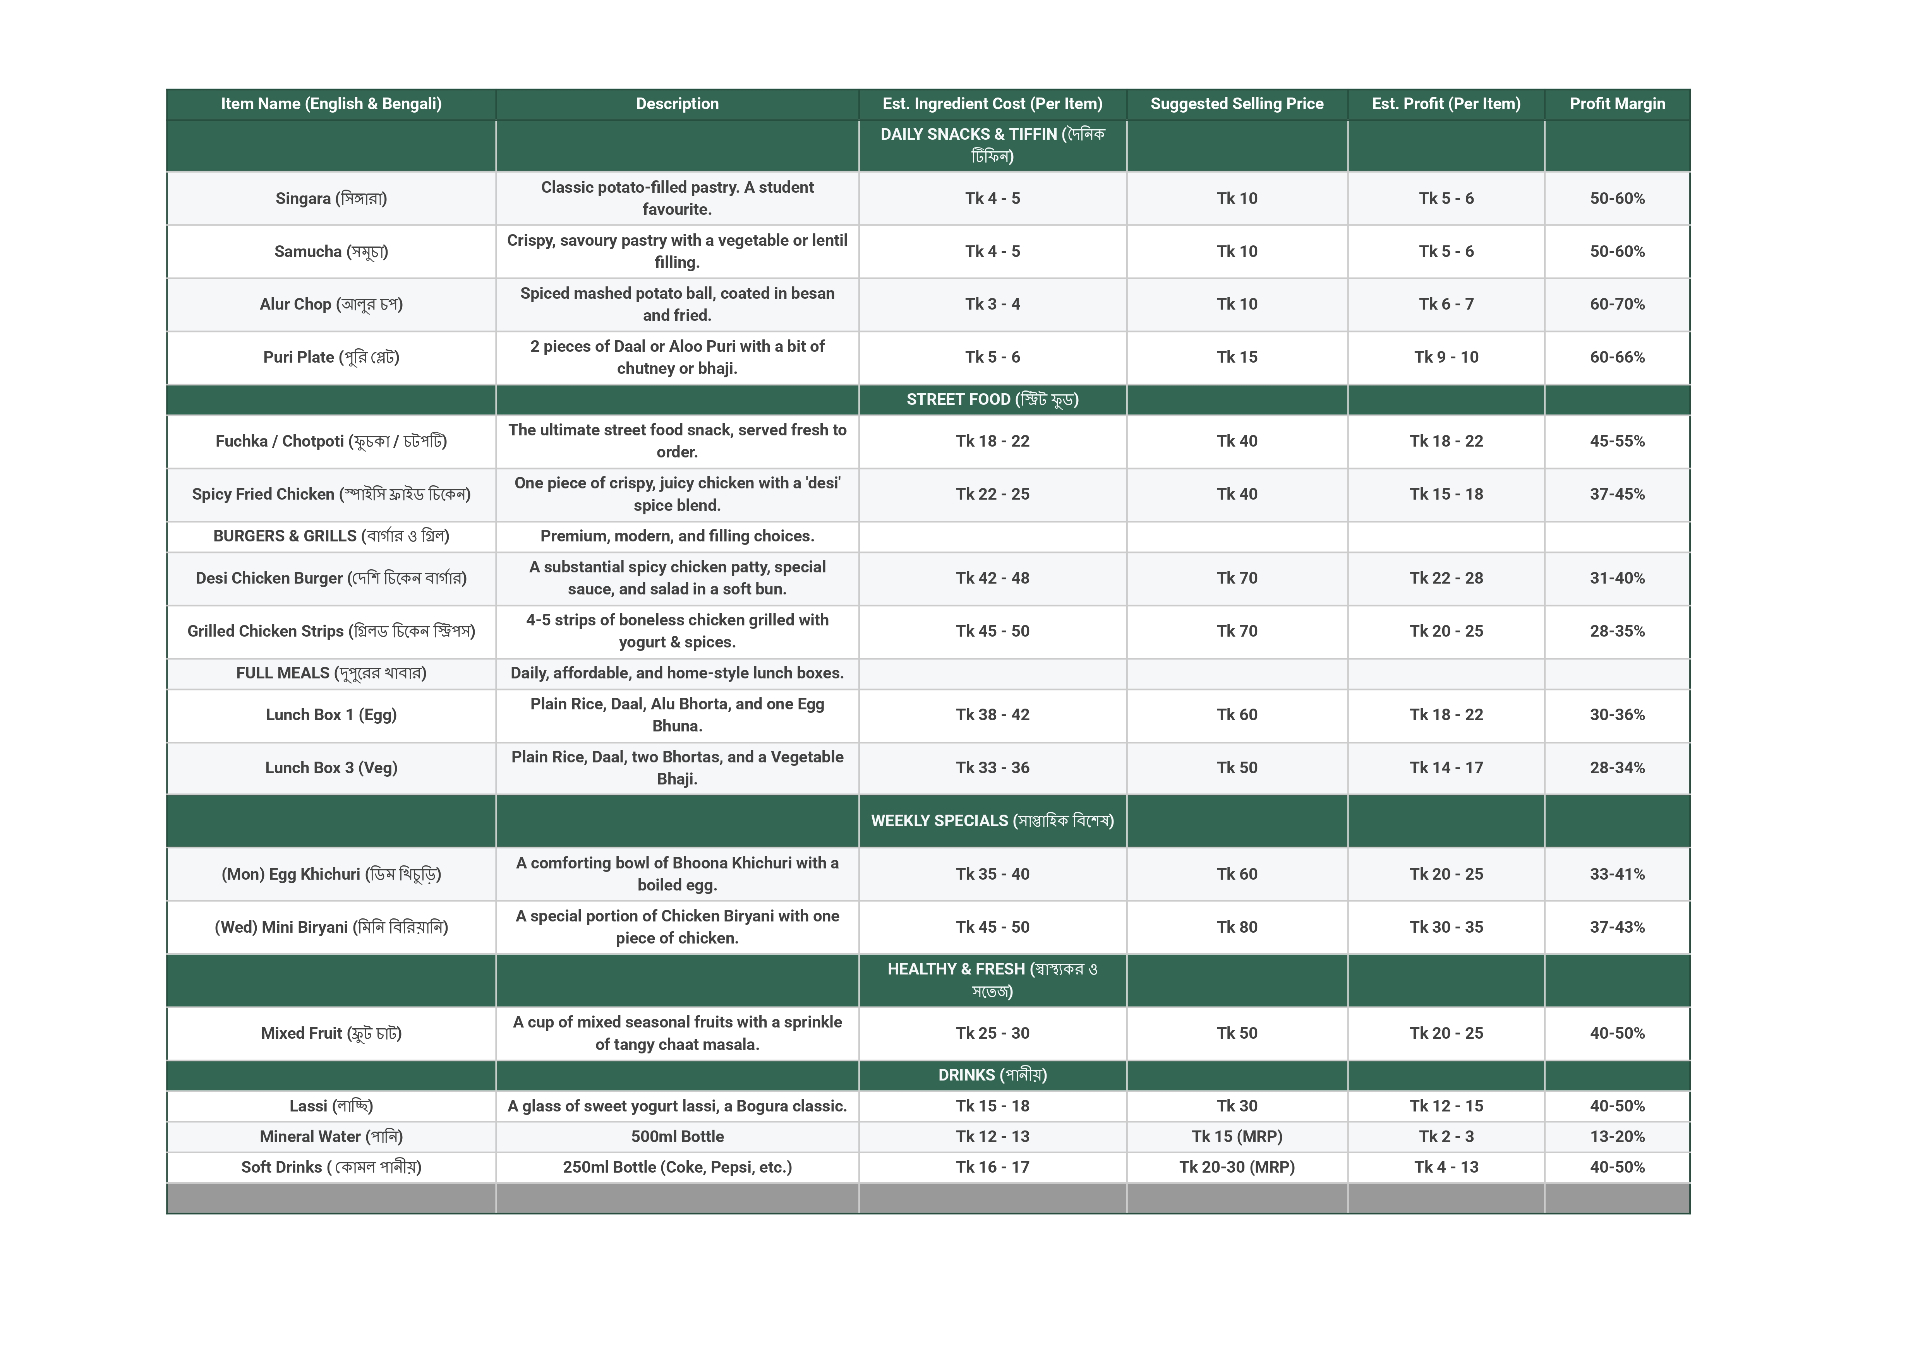 Item Name (English & Bengali) Description Est. Ingredient Cost (Per Item) Suggested Selling Price Est. Profit (Per Item) Profit Margin
DAILY SNACKS & TIFFIN (দৈনিক
টিফিন)
Singara (সিঙ্গারা) Classic potato-filled pastry. A student
favourite. Tk 4 - 5 Tk 10 Tk 5 - 6 50-60%
Samucha (সমুচা) Crispy, savoury pastry with a vegetable or lentil
filling. Tk 4 - 5 Tk 10 Tk 5 - 6 50-60%
Alur Chop (আলুর চপ) Spiced mashed potato ball, coated in besan
and fried. Tk 3 - 4 Tk 10 Tk 6 - 7 60-70%
Puri Plate (পুরি প্লেট) 2 pieces of Daal or Aloo Puri with a bit of
chutney or bhaji. Tk 5 - 6 Tk 15 Tk 9 - 10 60-66%
STREET FOOD (স্ট্রিট ফুড)
Fuchka / Chotpoti (ফুচকা / চটপটি) The ultimate street food snack, served fresh to
order. Tk 18 - 22 Tk 40 Tk 18 - 22 45-55%
Spicy Fried Chicken (স্পাইসি ফ্রাইড চিকেন) One piece of crispy, juicy chicken with a 'desi'
spice blend. Tk 22 - 25 Tk 40 Tk 15 - 18 37-45%
BURGERS & GRILLS (বার্গার ও গ্রিল) Premium, modern, and filling choices.
Desi Chicken Burger (দেশি চিকেন বার্গার) A substantial spicy chicken patty, special
sauce, and salad in a soft bun. Tk 42 - 48 Tk 70 Tk 22 - 28 31-40%
Grilled Chicken Strips (গ্রিলড চিকেন স্ট্রিপস) 4-5 strips of boneless chicken grilled with
yogurt & spices. Tk 45 - 50 Tk 70 Tk 20 - 25 28-35%
FULL MEALS (দুপুরের খাবার) Daily, affordable, and home-style lunch boxes.
Lunch Box 1 (Egg) Plain Rice, Daal, Alu Bhorta, and one Egg
Bhuna. Tk 38 - 42 Tk 60 Tk 18 - 22 30-36%
Lunch Box 3 (Veg) Plain Rice, Daal, two Bhortas, and a Vegetable
Bhaji. Tk 33 - 36 Tk 50 Tk 14 - 17 28-34%
WEEKLY SPECIALS (সাপ্তাহিক বিশেষ)
(Mon) Egg Khichuri (ডিম খিচুড়ি) A comforting bowl of Bhoona Khichuri with a
boiled egg. Tk 35 - 40 Tk 60 Tk 20 - 25 33-41%
(Wed) Mini Biryani (মিনি বিরিয়ানি) A special portion of Chicken Biryani with one
piece of chicken. Tk 45 - 50 Tk 80 Tk 30 - 35 37-43%
HEALTHY & FRESH (স্বাস্থ্যকর ও
সতেজ)
Mixed Fruit (ফ্রুট চাট) A cup of mixed seasonal fruits with a sprinkle
of tangy chaat masala. Tk 25 - 30 Tk 50 Tk 20 - 25 40-50%
DRINKS (পানীয়)
Lassi (লাচ্ছি) A glass of sweet yogurt lassi, a Bogura classic. Tk 15 - 18 Tk 30 Tk 12 - 15 40-50%
Mineral Water (পানি) 500ml Bottle Tk 12 - 13 Tk 15 (MRP) Tk 2 - 3 13-20%
Soft Drinks ( কোমল পানীয়) 250ml Bottle (Coke, Pepsi, etc.) Tk 16 - 17 Tk 20-30 (MRP) Tk 4 - 13 40-50%